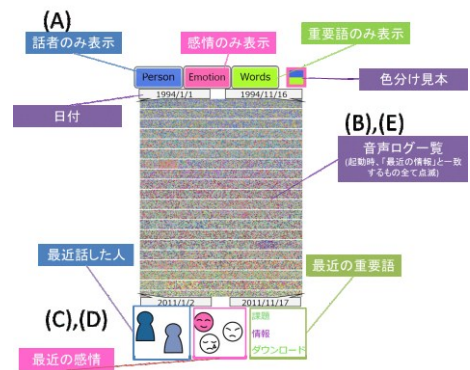 (A)
話者のみ表示
感情のみ表示
重要語のみ表示
Person
Emotion
Words
色分け見本
1994/1/1
1994/11/16
日付
(B),(E)
音声ログ一覧
(起動時、「最近の情報」と一致
するもの全て点滅)
最近話した人
最近の重要語
2011/1/2
2011/11/17
(C),(D)
課題
情報
ダウンロード
最近の感情